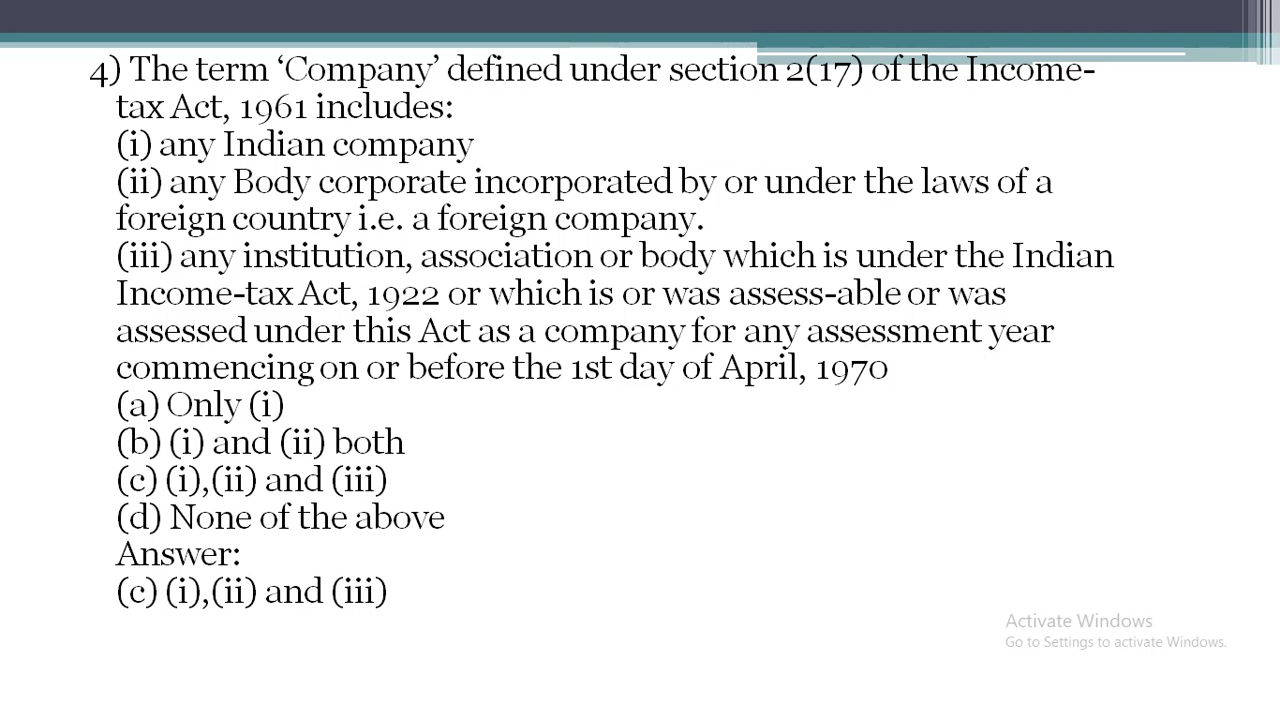 4) The term ‘Company’ defined under section 2(17) of the Income-
tax Act, 1961 includes:
(i) any Indian company
(ii) any Body corporate incorporated by or under the laws of a
foreign country i.e. a foreign company.
(iii) any institution, association or body which is under the Indian
Income-tax Act, 1922 or which is or was assess-able or was
assessed under this Act as a company for any assessment year
commencing on or before the 1st day of April, 1970
(a) Only (i)
(b) (i) and (ii) both
(c) (i),(ii) and (iii)
(d) None of the above
Answer:
(c) (i),(ii) and (iii)
Activate Windows
Go to Settings to activate Windows.